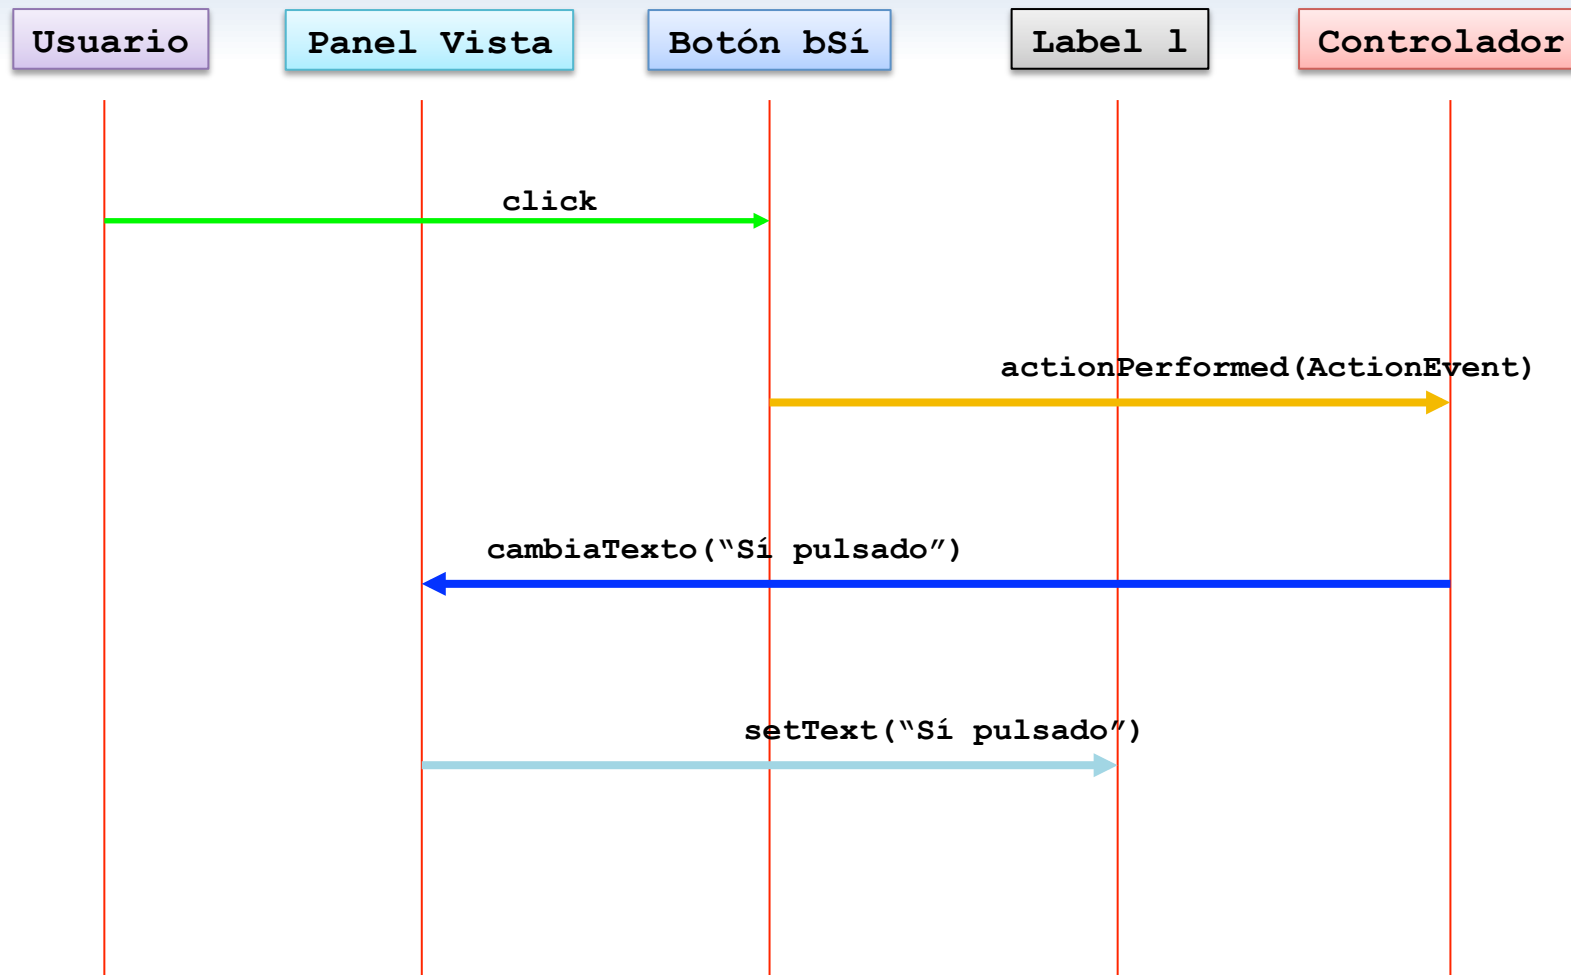 Usuario
Panel Vista
Botón bSí
Label l
Controlador
click
actionPerformed(ActionEvent)
cambiaTexto(“Sí pulsado”)
setText(“Sí pulsado”)